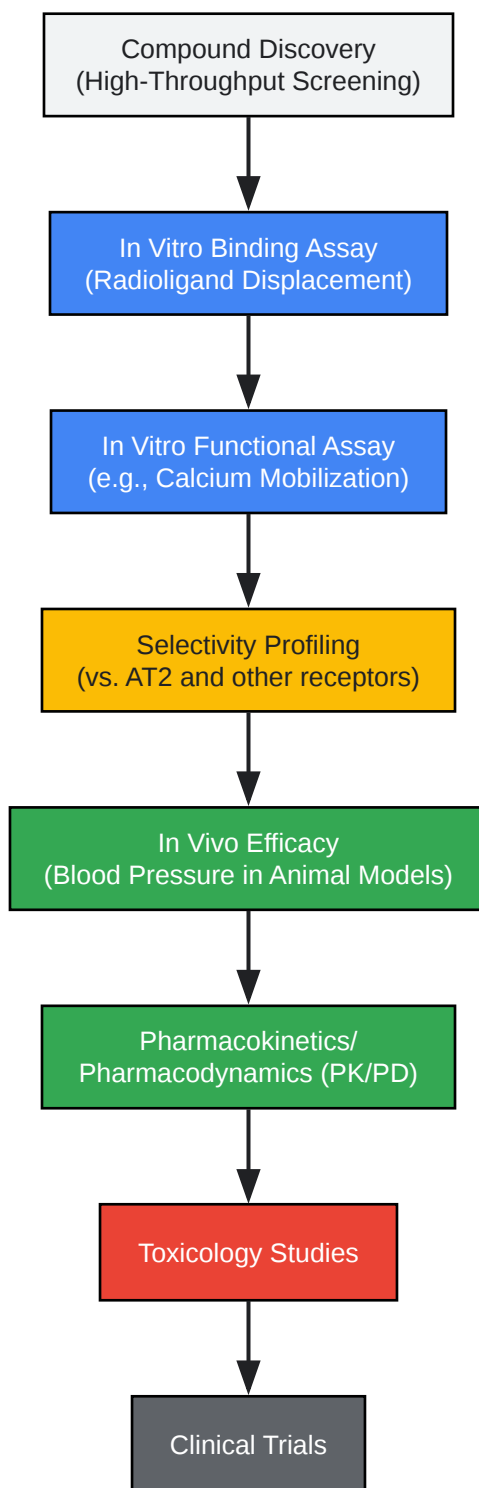 Compound Discovery
(High-Throughput Screening)
In Vitro Binding Assay
(Radioligand Displacement)
In Vitro Functional Assay
(e.g., Calcium Mobilization)
Selectivity Profiling
(vs. AT2 and other receptors)
In Vivo Efficacy
(Blood Pressure in Animal Models)
Pharmacokinetics/
Pharmacodynamics (PK/PD)
Toxicology Studies
Clinical Trials